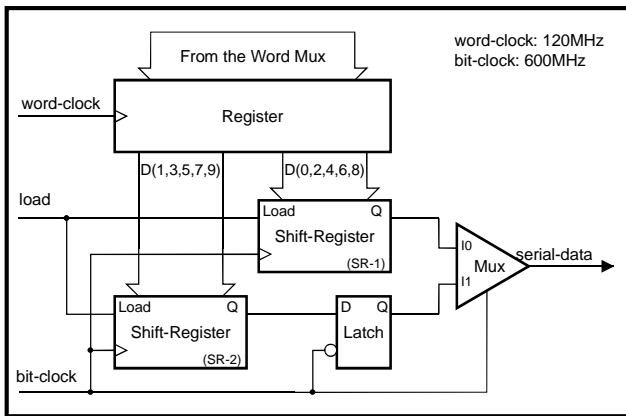 From the Word Mux
word-clock: 120MHz
bit-clock: 600MHz
word-clock
Register
D(1,3,5,7,9)
D(0,2,4,6,8)
load
Load
Q
Shift-Register
(SR-1)
I0
I1
Mux
serial-data
Load
Q
Shift-Register
(SR-2)
D
Q
Latch
bit-clock